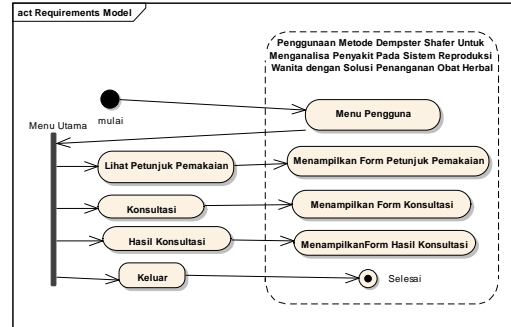 act Requirements Model
Penggunaan Metode Dempster Shafer Untuk
Menganalisa Penyakit Pada Sistem Reproduksi
Wanita dengan Solusi Penanganan Obat Herbal
mulai
Menu Pengguna
Menu Utama
Lihat Petunjuk Pemakaian
Menampilkan Form Petunjuk Pemakaian
Konsultasi
Menampilkan Form Konsultasi
Hasil Konsultasi
MenampilkanForm Hasil Konsultasi
Keluar
Selesai